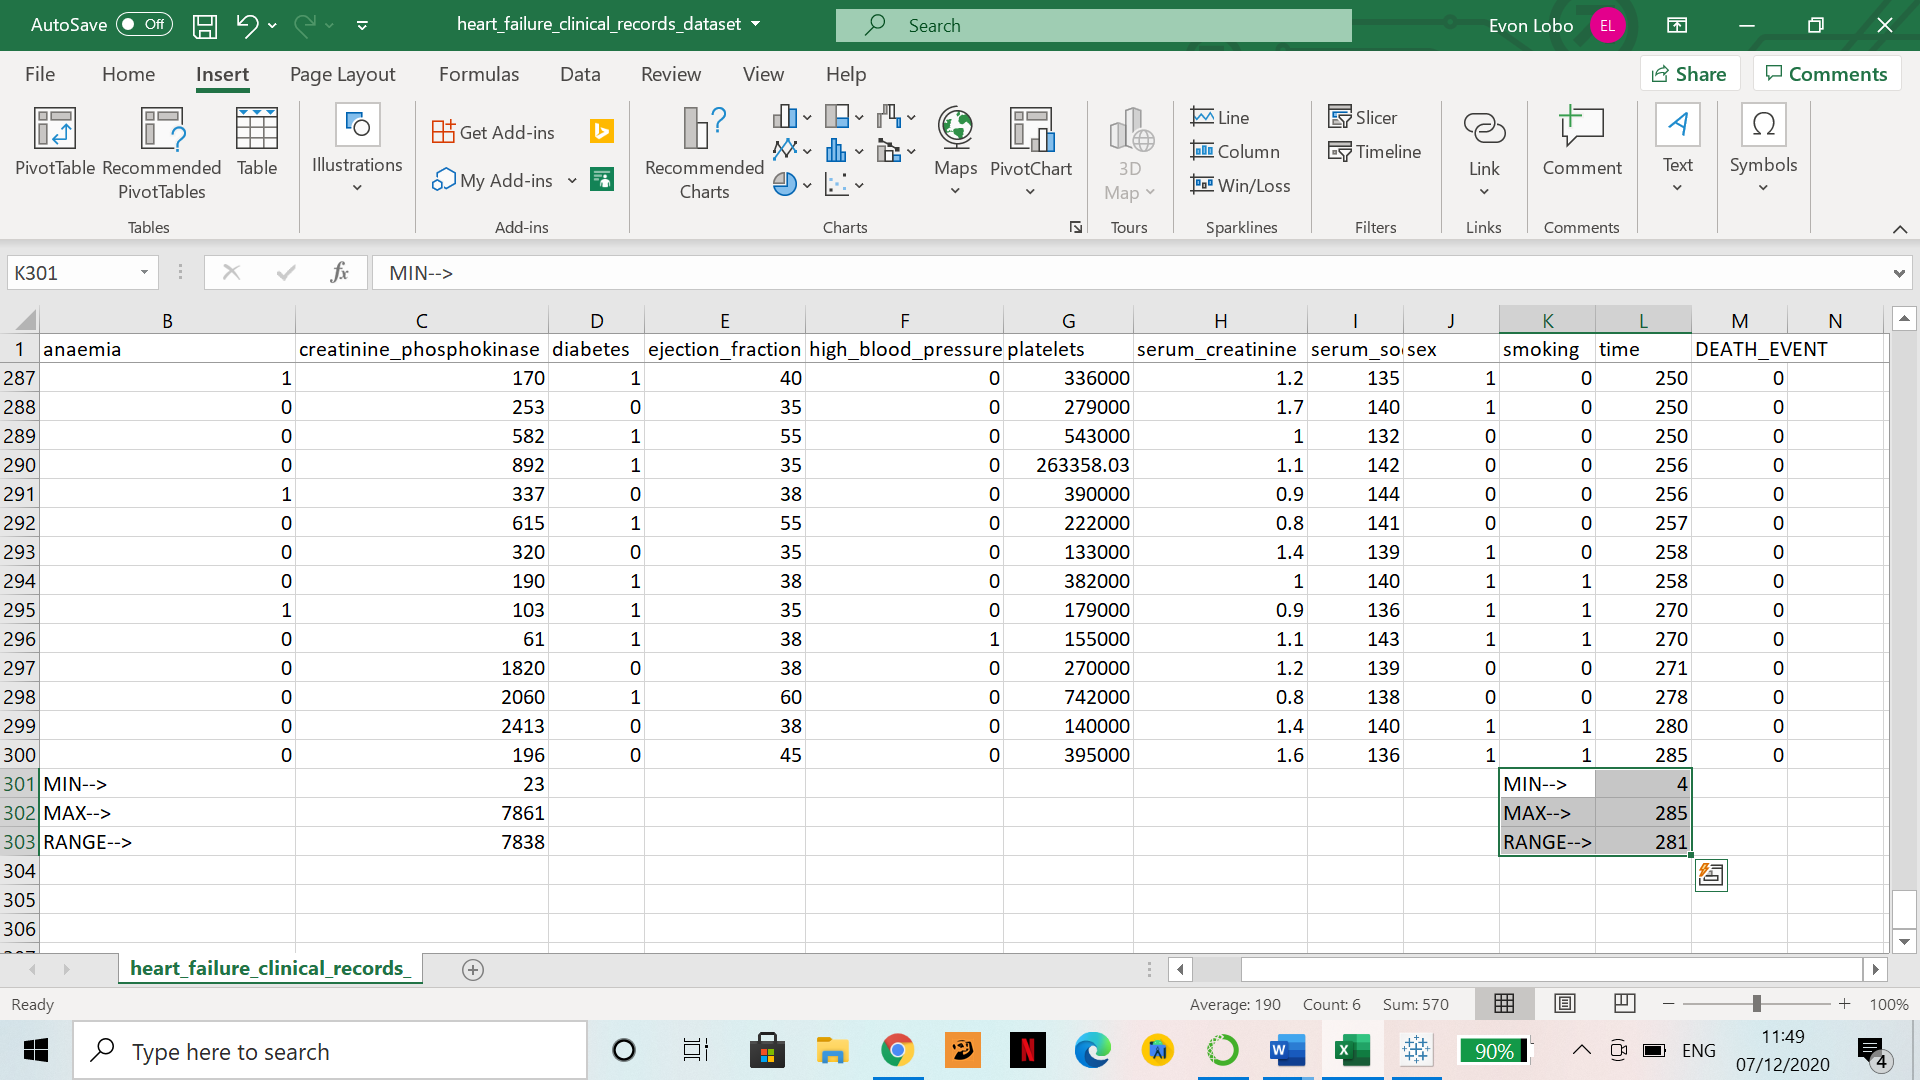 AutoSave Off heart_failure_clinical_records_dataset Search Evon Lobo EL
File Home Insert Page Layout Formulas Data Review View Help Share Comments
PivotTable Recommended PivotTables Table
Tables
Illustrations
Get Add-ins
My Add-ins
Add-ins
Recommended Charts
Maps PivotChart
Charts
3D Map
Tours
Line
Column
Win/Loss
Sparklines
Slicer
Timeline
Filters
Link
Links
Comment
Comments
Text
Symbols
K301 fx MIN-->
B C D E F G H I J K L M N
1 anaemia creatinine_phosphokinase diabetes ejection_fraction high_blood_pressure platelets serum_creatinine serum_so sex smoking time DEATH_EVENT
287 1 170 1 40 0 336000 1.2 135 1 0 250 0
288 0 253 0 35 0 279000 1.7 140 1 0 250 0
289 0 582 1 55 0 543000 1 132 0 0 250 0
290 0 892 1 35 0 263358.03 1.1 142 0 0 256 0
291 1 337 0 38 0 390000 0.9 144 0 0 256 0
292 0 615 1 55 0 222000 0.8 141 0 0 257 0
293 0 320 0 35 0 133000 1.4 139 1 0 258 0
294 0 190 1 38 0 382000 1 140 1 1 258 0
295 1 103 1 35 0 179000 0.9 136 1 1 270 0
296 0 61 1 38 1 155000 1.1 143 1 1 270 0
297 0 1820 0 38 0 270000 1.2 139 0 0 271 0
298 0 2060 1 60 0 742000 0.8 138 0 0 278 0
299 0 2413 0 38 0 140000 1.4 140 1 1 280 0
300 0 196 0 45 0 395000 1.6 136 1 1 285 0
301 MIN--> 23 MIN--> 4
302 MAX--> 7861 MAX--> 285
303 RANGE--> 7838 RANGE--> 281
304
305
306
heart_failure_clinical_records_
Ready Average: 190 Count: 6 Sum: 570 100%
Type here to search 90% ENG 11:49
07/12/2020 4